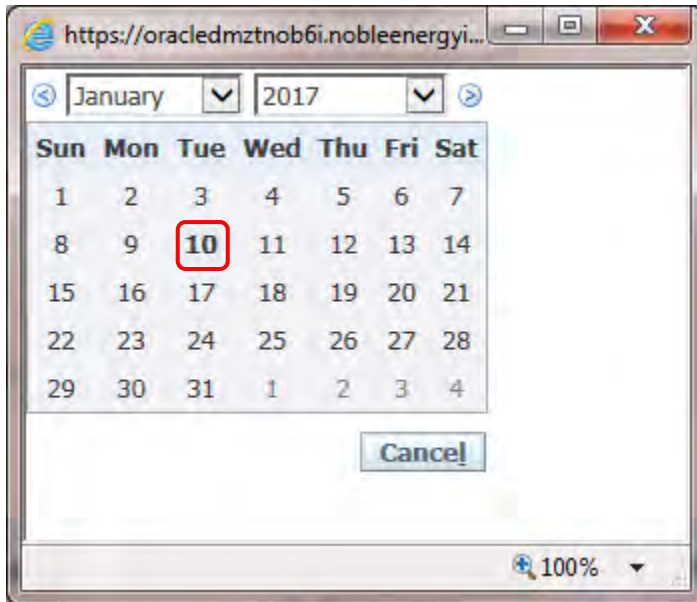 https://oracledmztnob6i.nobleenergyi...
January 2017
Sun Mon Tue Wed Thu Fri Sat
1 2 3 4 5 6 7
8 9 10 11 12 13 14
15 16 17 18 19 20 21
22 23 24 25 26 27 28
29 30 31 1 2 3 4
Cancel
100%